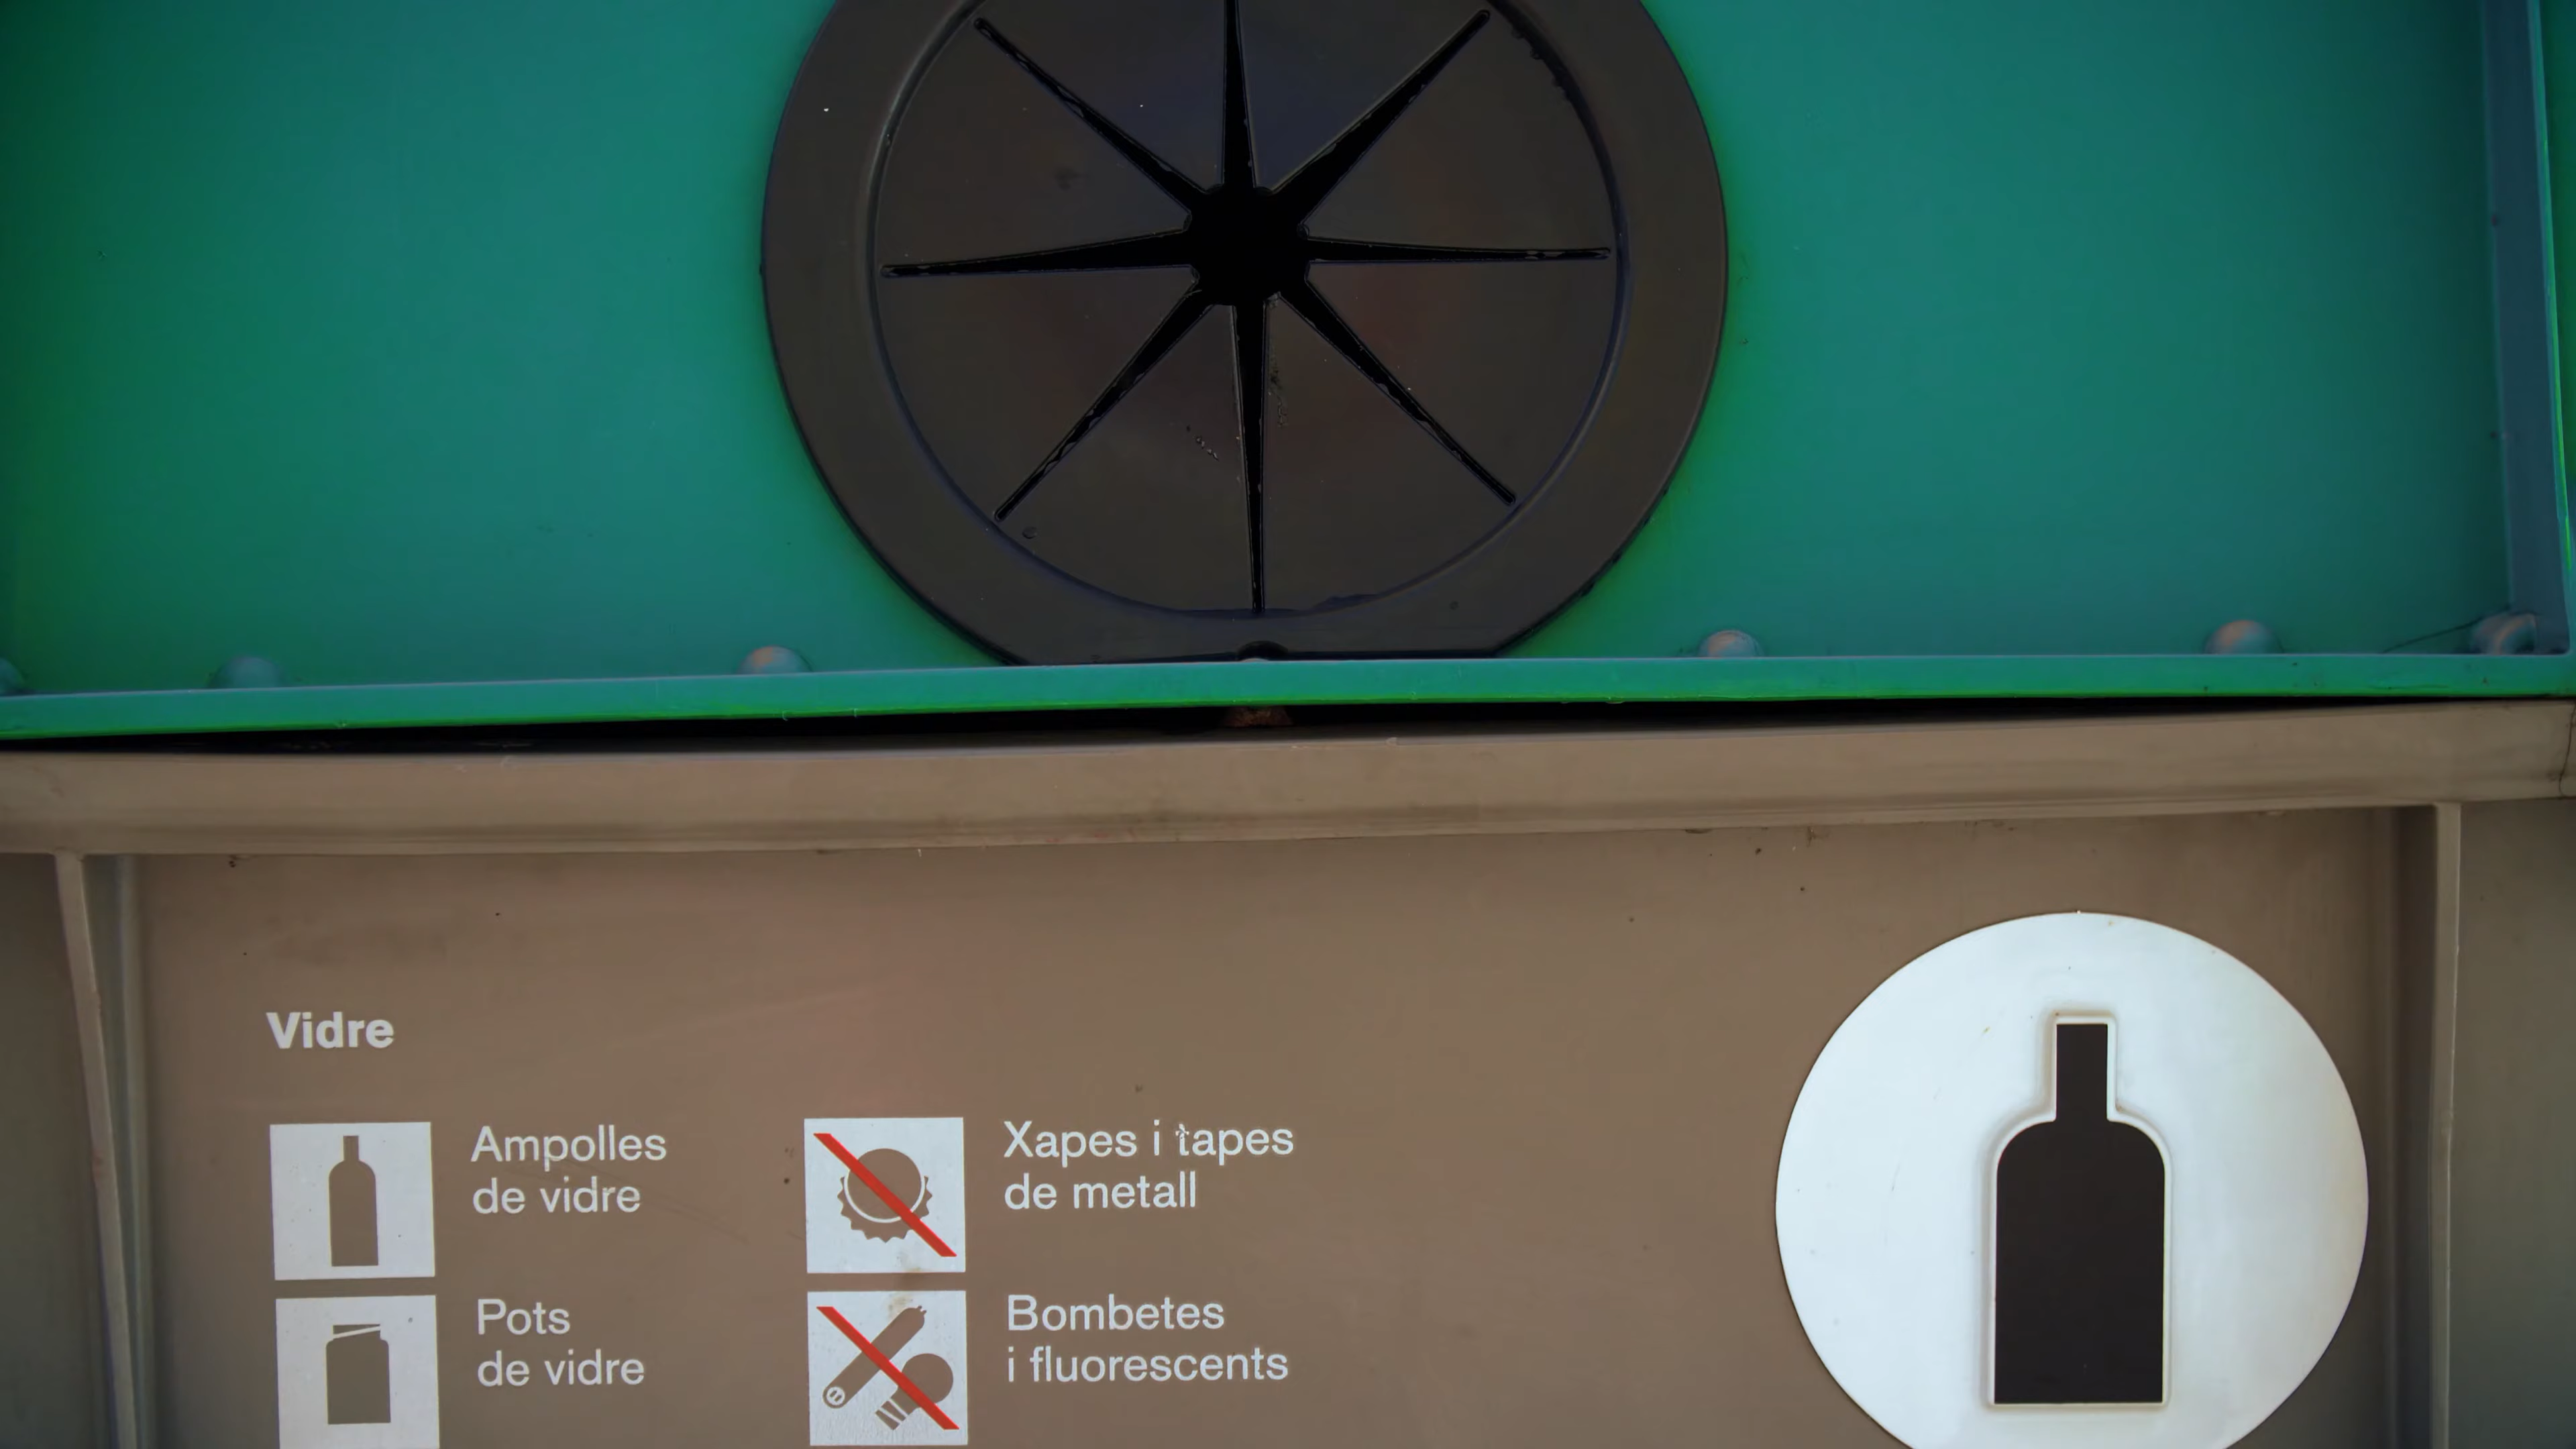 Vidre
Ampolles
de vidre
Pots
de vidre
Xapes i tapes
de metall
Bombetes
i fluorescents